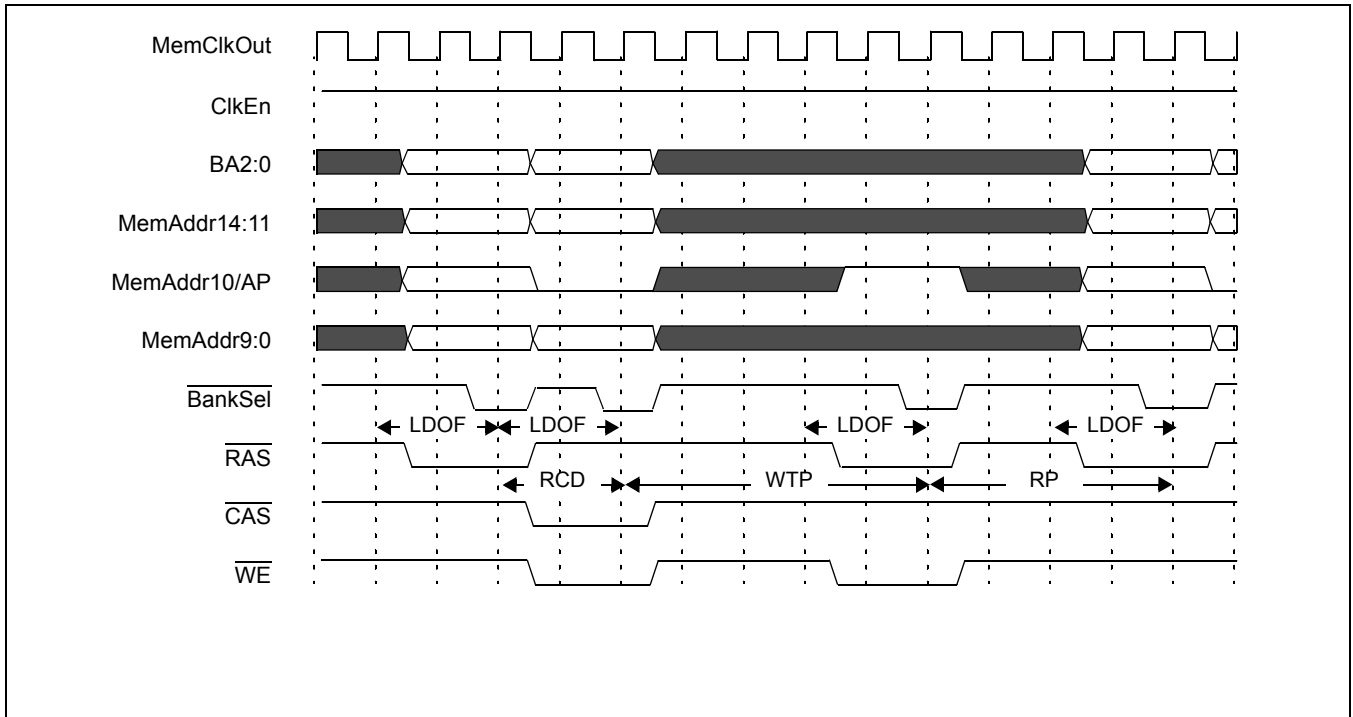 MemClkOut
ClkEn
BA2:0
MemAddr14:11
MemAddr10/AP
MemAddr9:0
BankSel
LDOF LDOF LDOF LDOF
RAS
RCD WTP RP
CAS
WE